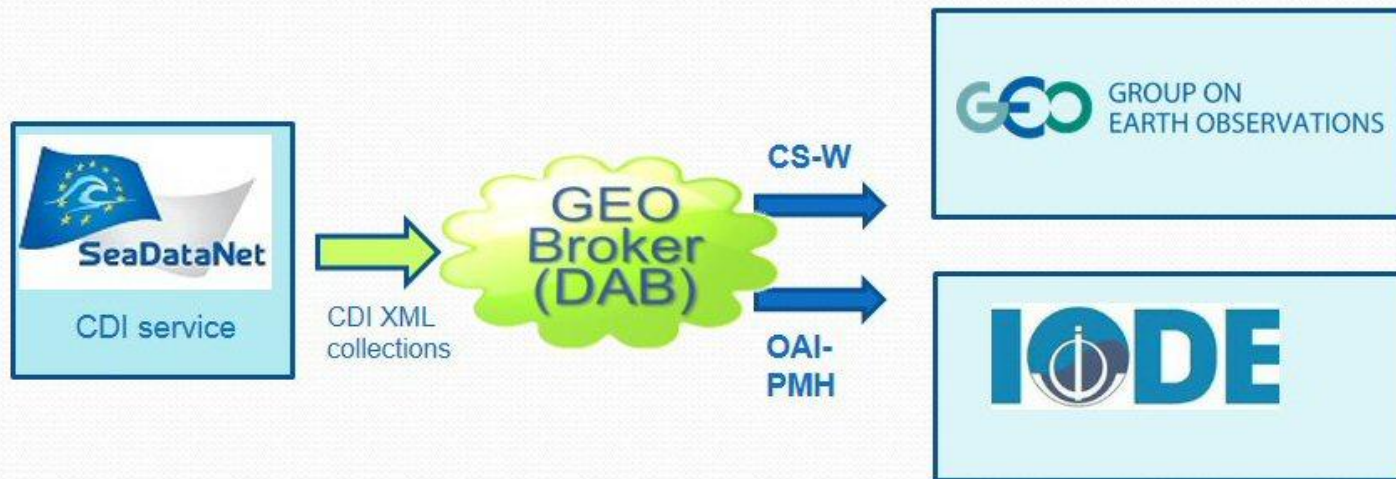 SeaDataNet
CDI service
CDI XML
collections
GEO
Broker
(DAB)
CS-W
OAI-
PMH
GEO
GROUP ON
EARTH OBSERVATIONS
IODE